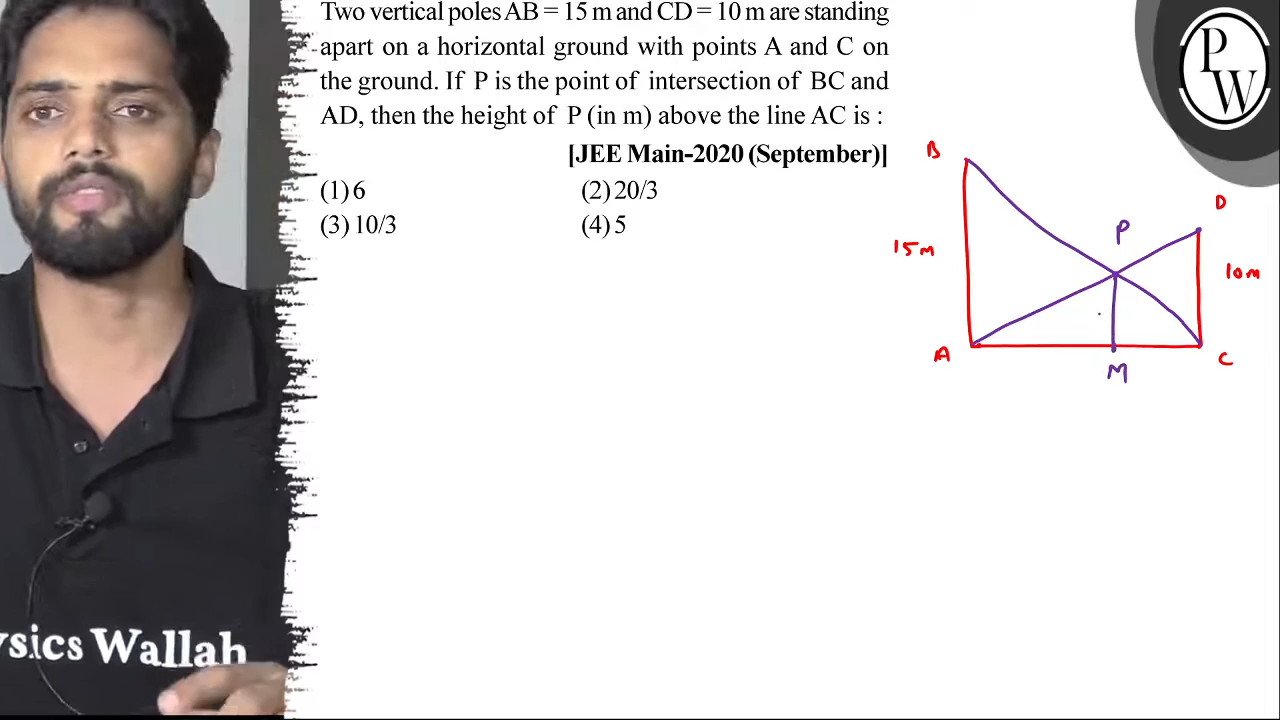 Two vertical poles AB = 15 m and CD = 10 m are standing
apart on a horizontal ground with points A and C on
the ground. If P is the point of intersection of BC and
AD, then the height of P (in m) above the line AC is :
[JEE Main-2020 (September)]
(1) 6 (2) 20/3
(3) 10/3 (4) 5
P
W
B
D
P
15m
10m
A
C
M
ysics Wallah